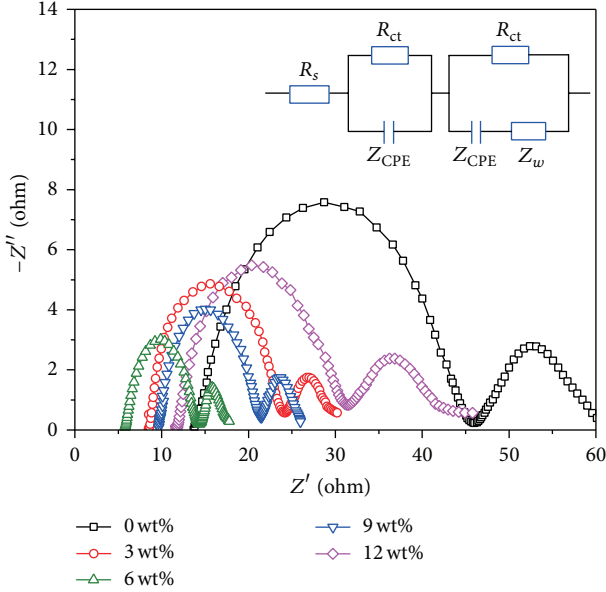 14
12
10
8
6
4
2
0
−Z′′ (ohm)
R_ct
R_ct
R_s
Z_CPE
Z_CPE
Z_w
0 10 20 30 40 50 60
Z′ (ohm)
0 wt% 9 wt%
3 wt% 12 wt%
6 wt%